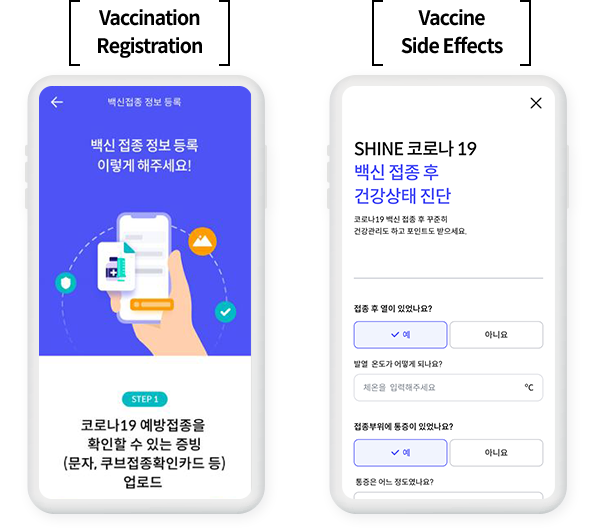 Vaccination
Registration
백신접종 정보 등록
백신 접종 정보 등록
이렇게 해주세요!
STEP 1
코로나19 예방접종을
확인할 수 있는 증빙
(문자, 쿠브접종확인카드 등)
업로드
Vaccine
Side Effects
SHINE 코로나 19
백신 접종 후
건강상태 진단
코로나19 백신 접종 후 꾸준히
건강관리도 하고 포인트도 받으세요.
접종 후 열이 있었나요?
예 아니요
발열 온도가 어떻게 되나요?
체온을 입력해주세요 ℃
접종부위에 통증이 있었나요?
예 아니요
통증은 어느 정도였나요?